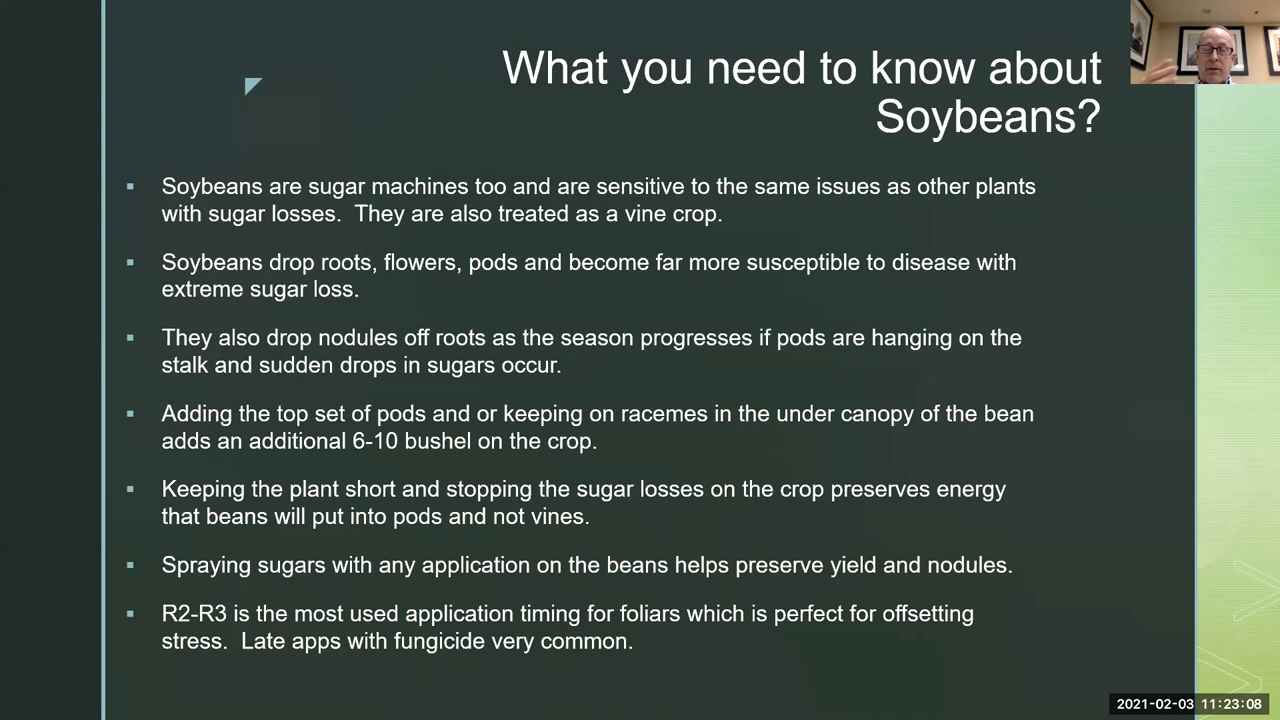 What you need to know about
Soybeans?
▪ Soybeans are sugar machines too and are sensitive to the same issues as other plants
with sugar losses.  They are also treated as a vine crop.
▪ Soybeans drop roots, flowers, pods and become far more susceptible to disease with
extreme sugar loss.
▪ They also drop nodules off roots as the season progresses if pods are hanging on the
stalk and sudden drops in sugars occur.
▪ Adding the top set of pods and or keeping on racemes in the under canopy of the bean
adds an additional 6-10 bushel on the crop.
▪ Keeping the plant short and stopping the sugar losses on the crop preserves energy
that beans will put into pods and not vines.
▪ Spraying sugars with any application on the beans helps preserve yield and nodules.
▪ R2-R3 is the most used application timing for foliars which is perfect for offsetting
stress.  Late apps with fungicide very common.
2021-02-03 11:23:08